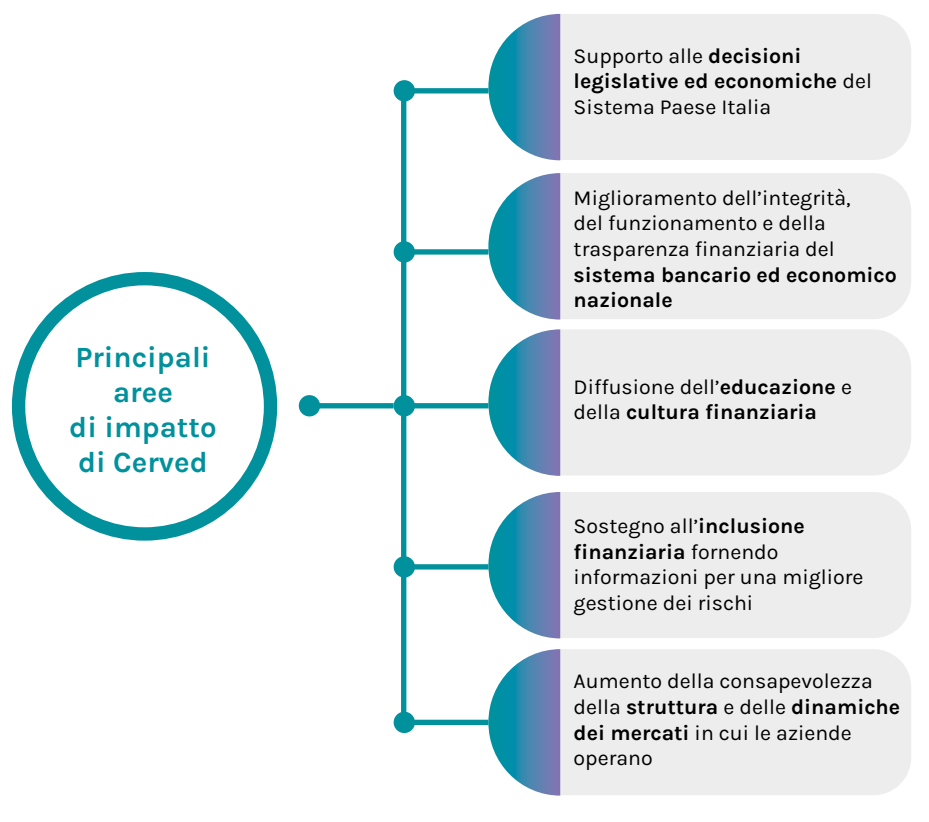 Principali
aree
di impatto
di Cerved
Supporto alle decisioni
legislative ed economiche del
Sistema Paese Italia
Miglioramento dell'integrità,
del funzionamento e della
trasparenza finanziaria del
sistema bancario ed economico
nazionale
Diffusione dell'educazione e
della cultura finanziaria
Sostegno all'inclusione
finanziaria fornendo
informazioni per una migliore
gestione dei rischi
Aumento della consapevolezza
della struttura e delle dinamiche
dei mercati in cui le aziende
operano